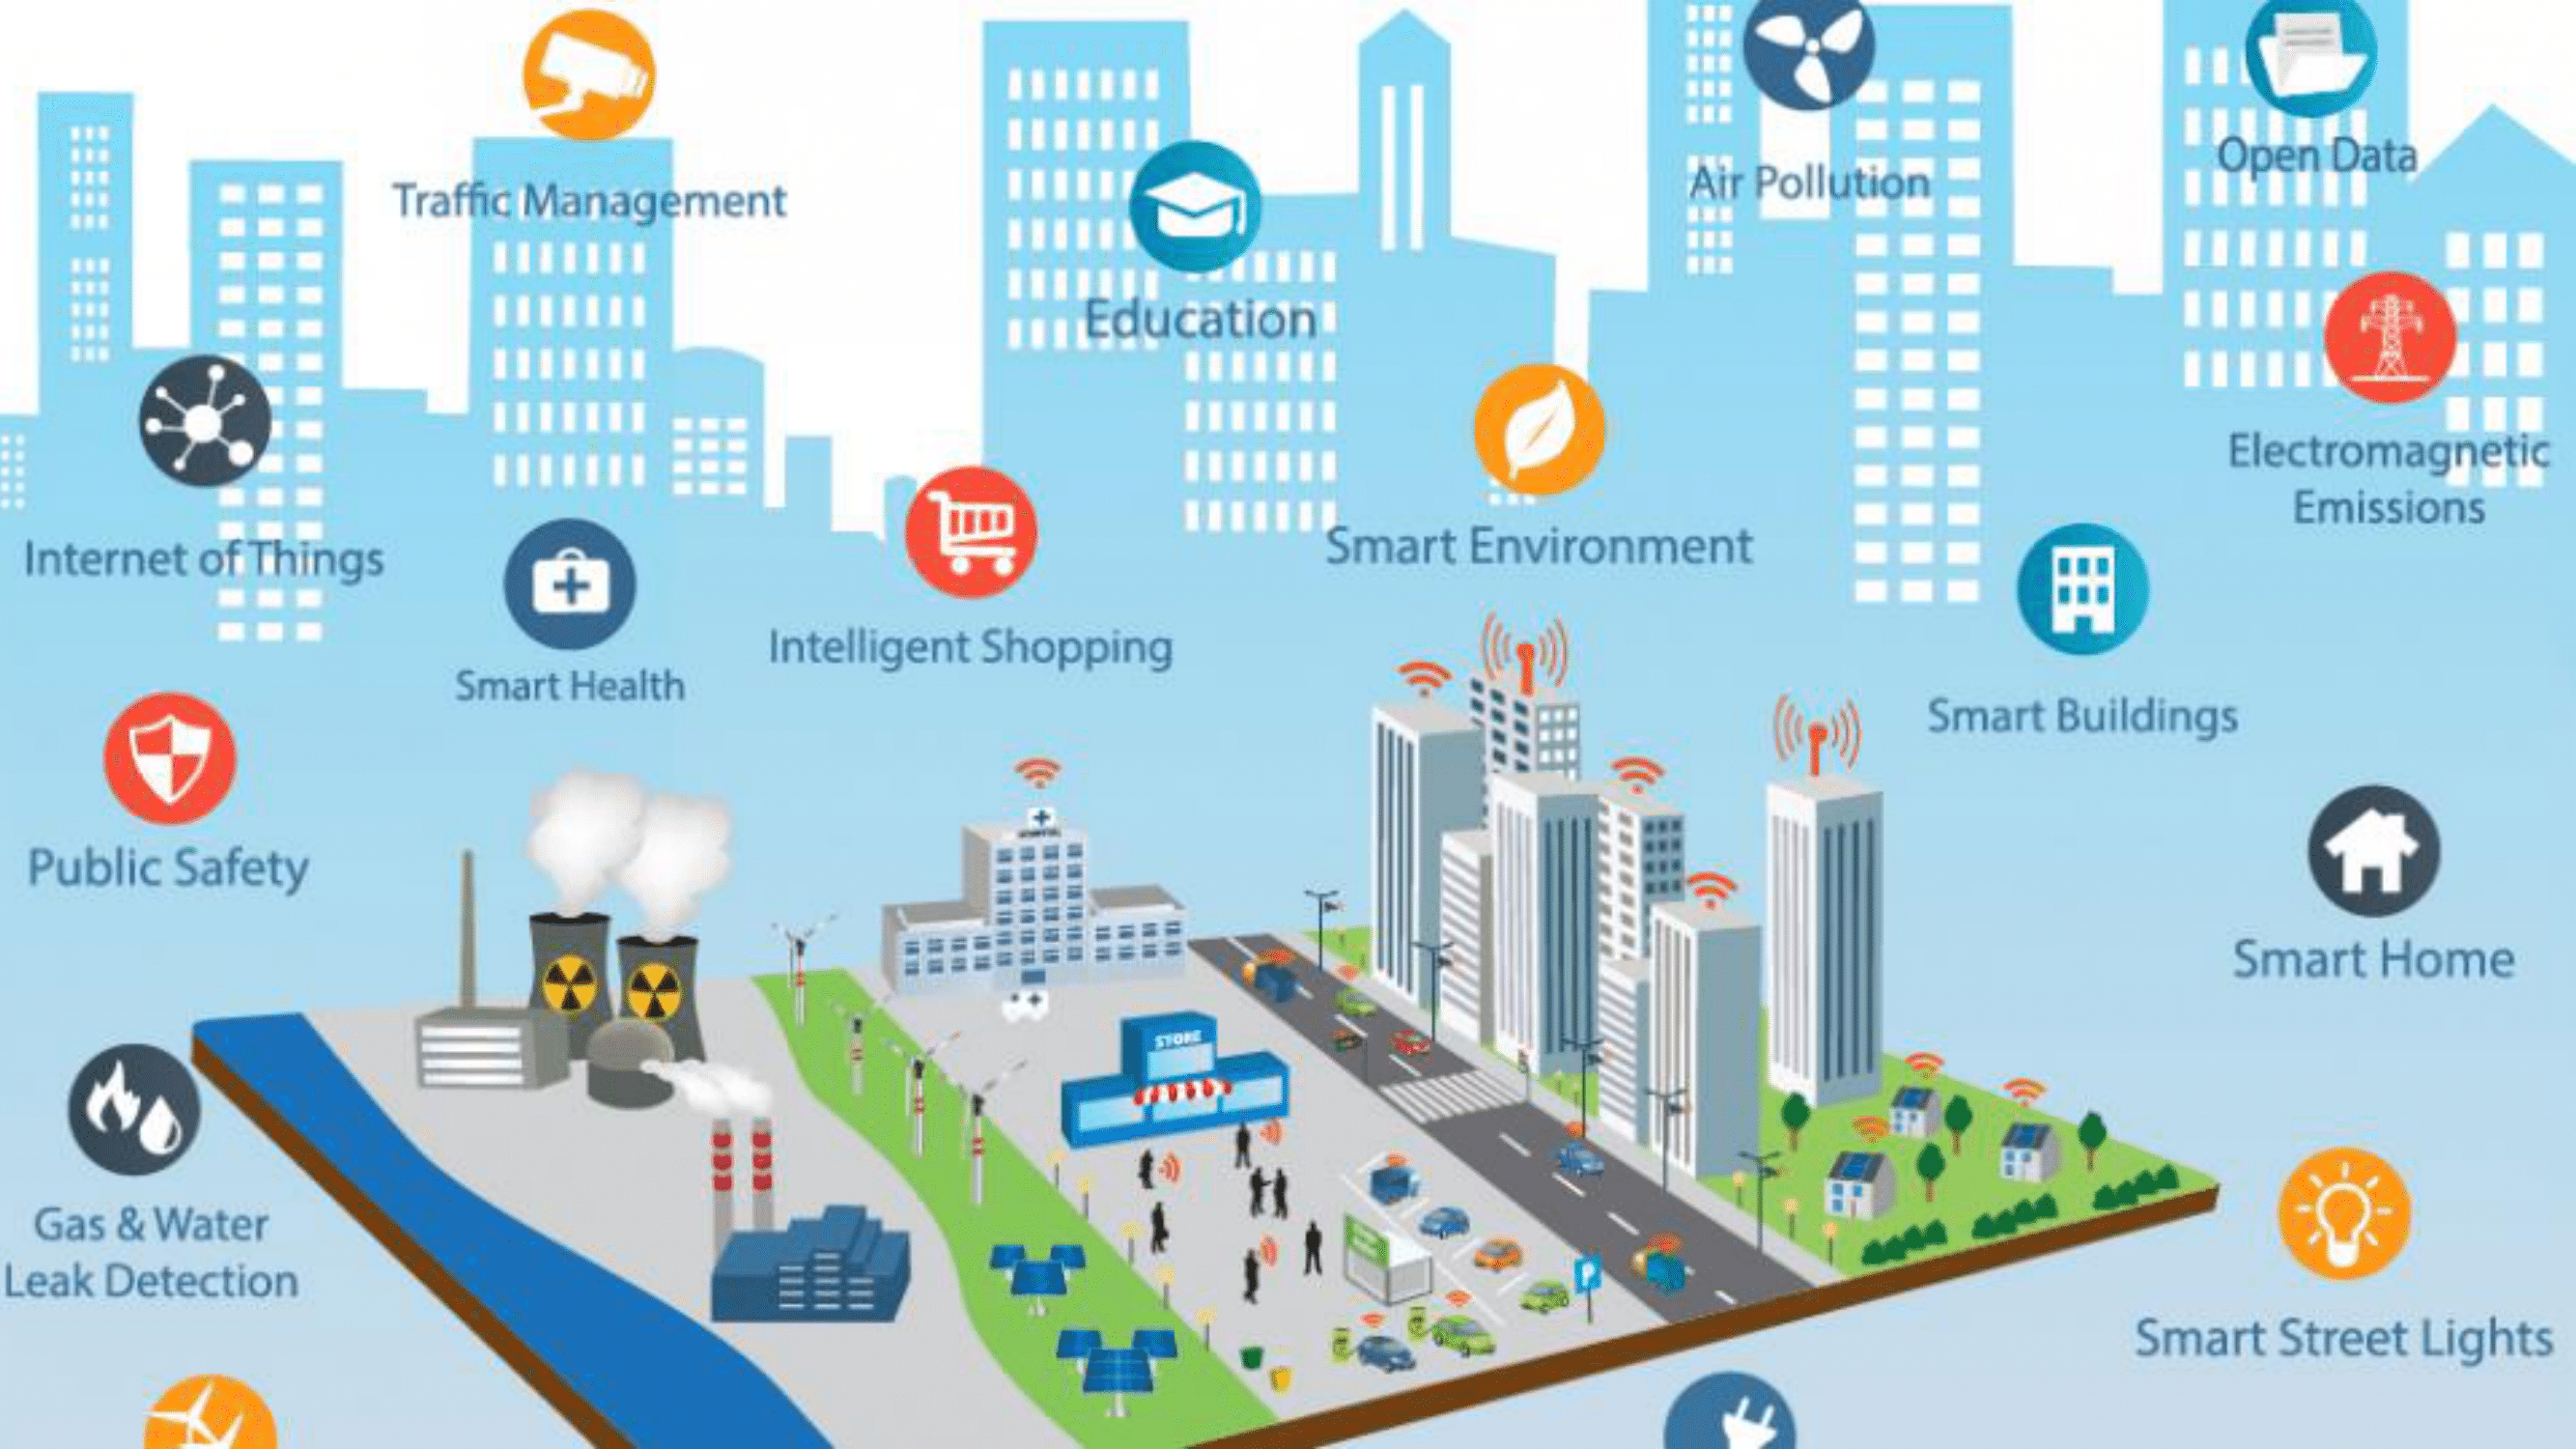 Traffic Management
Education
Air Pollution
Open Data
Internet of Things
Smart Health
Intelligent Shopping
Smart Environment
Electromagnetic
Emissions
Smart Buildings
Public Safety
Smart Home
STORE
P
Gas & Water
Leak Detection
Smart Street Lights